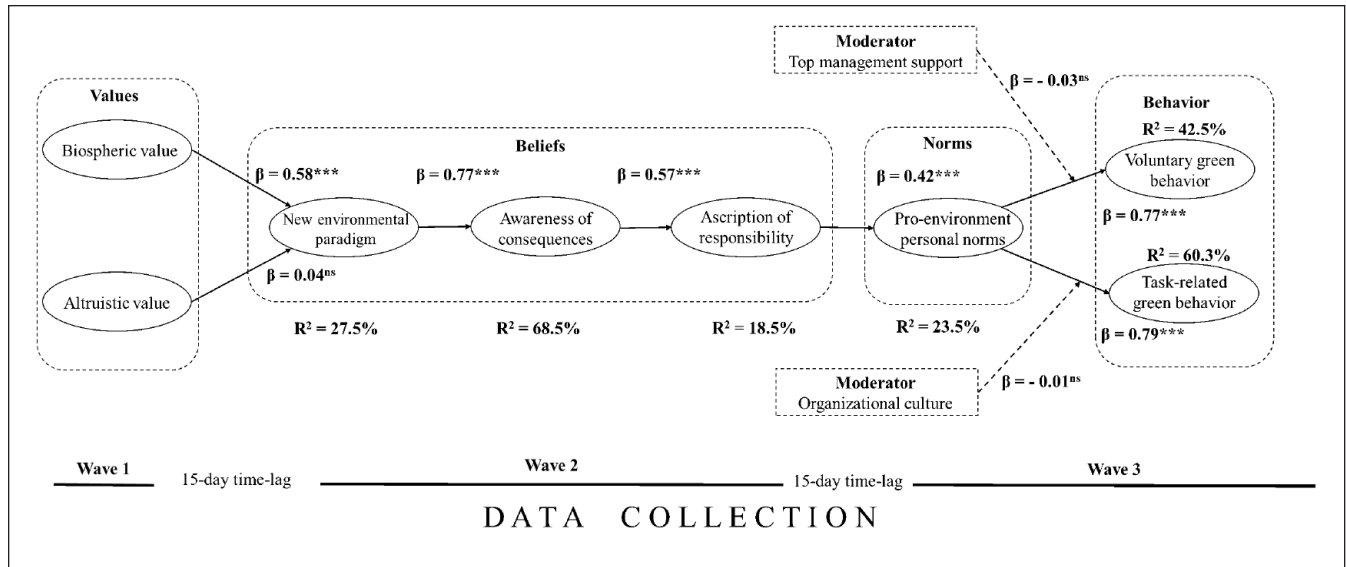 Moderator
Top management support
β = - 0.03ns
Values
Biospheric value
Altruistic value
Beliefs
β = 0.58***
β = 0.77***
β = 0.57***
New environmental
paradigm
Awareness of
consequences
Ascription of
responsibility
β = 0.04ns
R² = 27.5%
R² = 68.5%
R² = 18.5%
Norms
β = 0.42***
Pro-environment
personal norms
R² = 23.5%
Behavior
R² = 42.5%
Voluntary green
behavior
β = 0.77***
R² = 60.3%
Task-related
green behavior
β = 0.79***
Moderator
Organizational culture
β = - 0.01ns
Wave 1
15-day time-lag
Wave 2
15-day time-lag
Wave 3
DATA COLLECTION